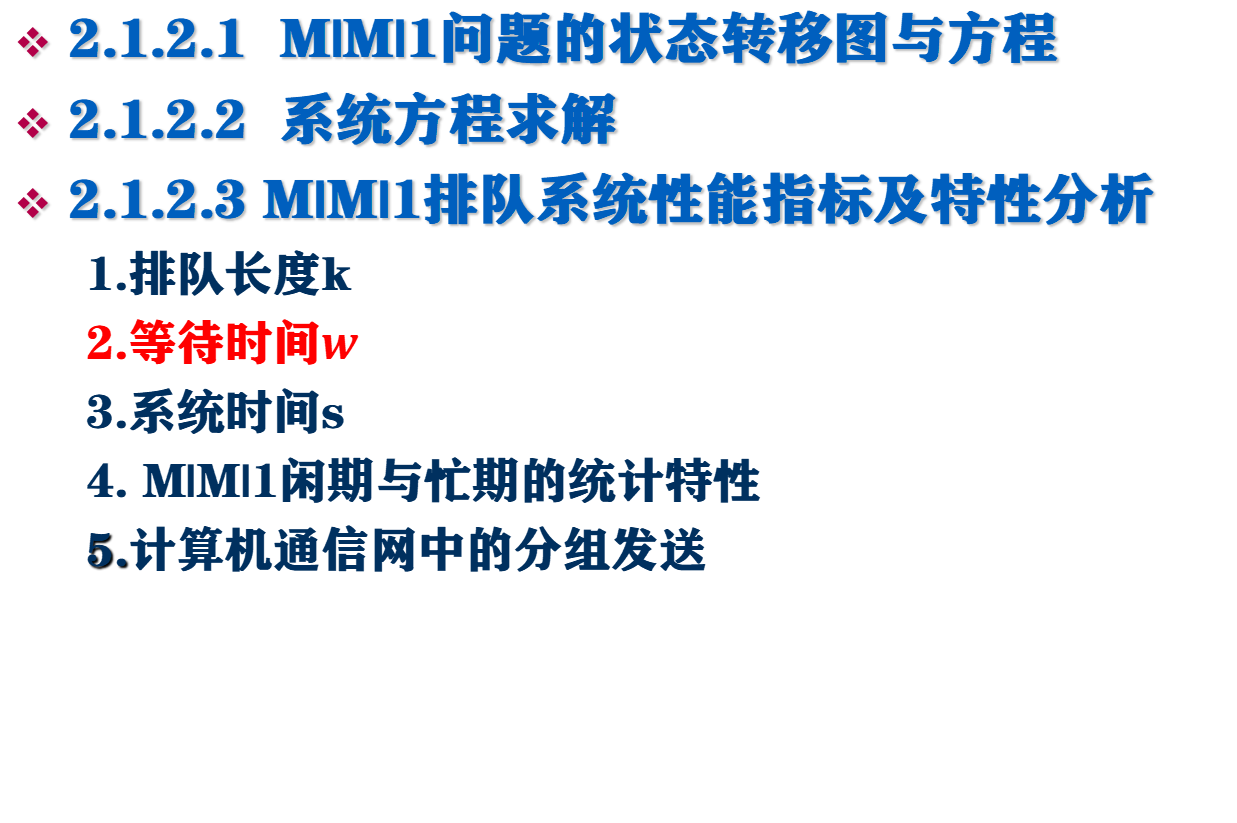 ❖ 2.1.2.1 M|M|1问题的状态转移图与方程
❖ 2.1.2.2 系统方程求解
❖ 2.1.2.3 M|M|1排队系统性能指标及特性分析
1.排队长度k
2.等待时间w
3.系统时间s
4. M|M|1闲期与忙期的统计特性
5.计算机通信网中的分组发送